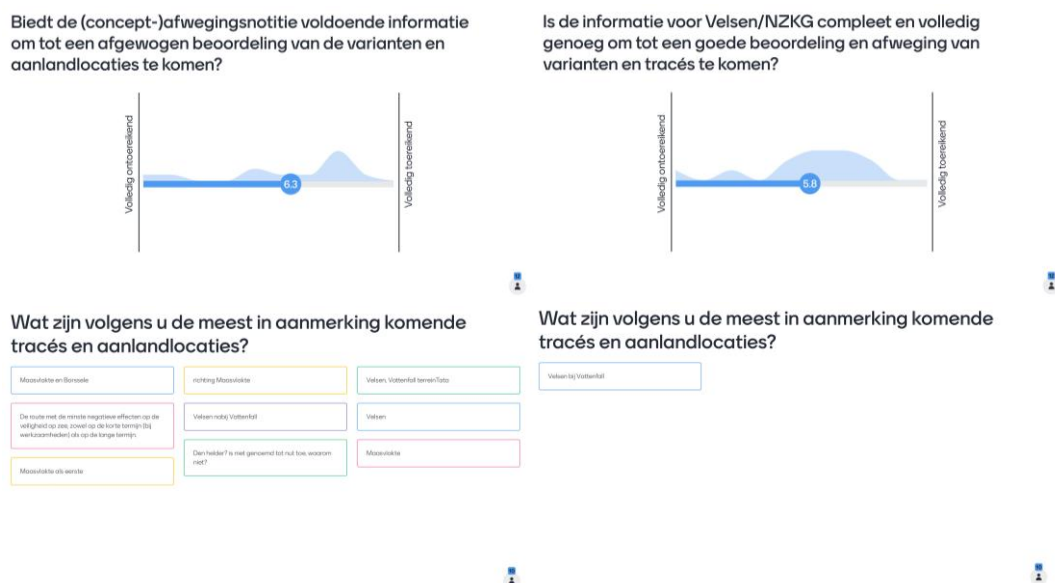 Biedt de (concept-)afwegingsnotitie voldoende informatie
om tot een afgewogen beoordeling van de varianten en
aanlandlocaties te komen?
Volledig ontoereikend
6.3
Volledig toereikend
Is de informatie voor Velsen/NZKG compleet en volledig
genoeg om tot een goede beoordeling en afweging van
varianten en tracés te komen?
Volledig ontoereikend
5.8
Volledig toereikend
Wat zijn volgens u de meest in aanmerking komende
tracés en aanlandlocaties?
Maasvlakte en Borssele
richting Maasvlakte
Velsen, Vattenfall terreinTata
De route met de minste negatieve effecten op de
veiligheid op zee, zowel op de korte termijn (bij
werkzaamheden) als op de lange termijn.
Velsen nabij Vattenfall
Velsen
Den helder? is niet genoemd tot nut toe, waarom
niet?
Maasvlakte
Maasvlakte als eerste
Wat zijn volgens u de meest in aanmerking komende
tracés en aanlandlocaties?
Velsen bij Vattenfall